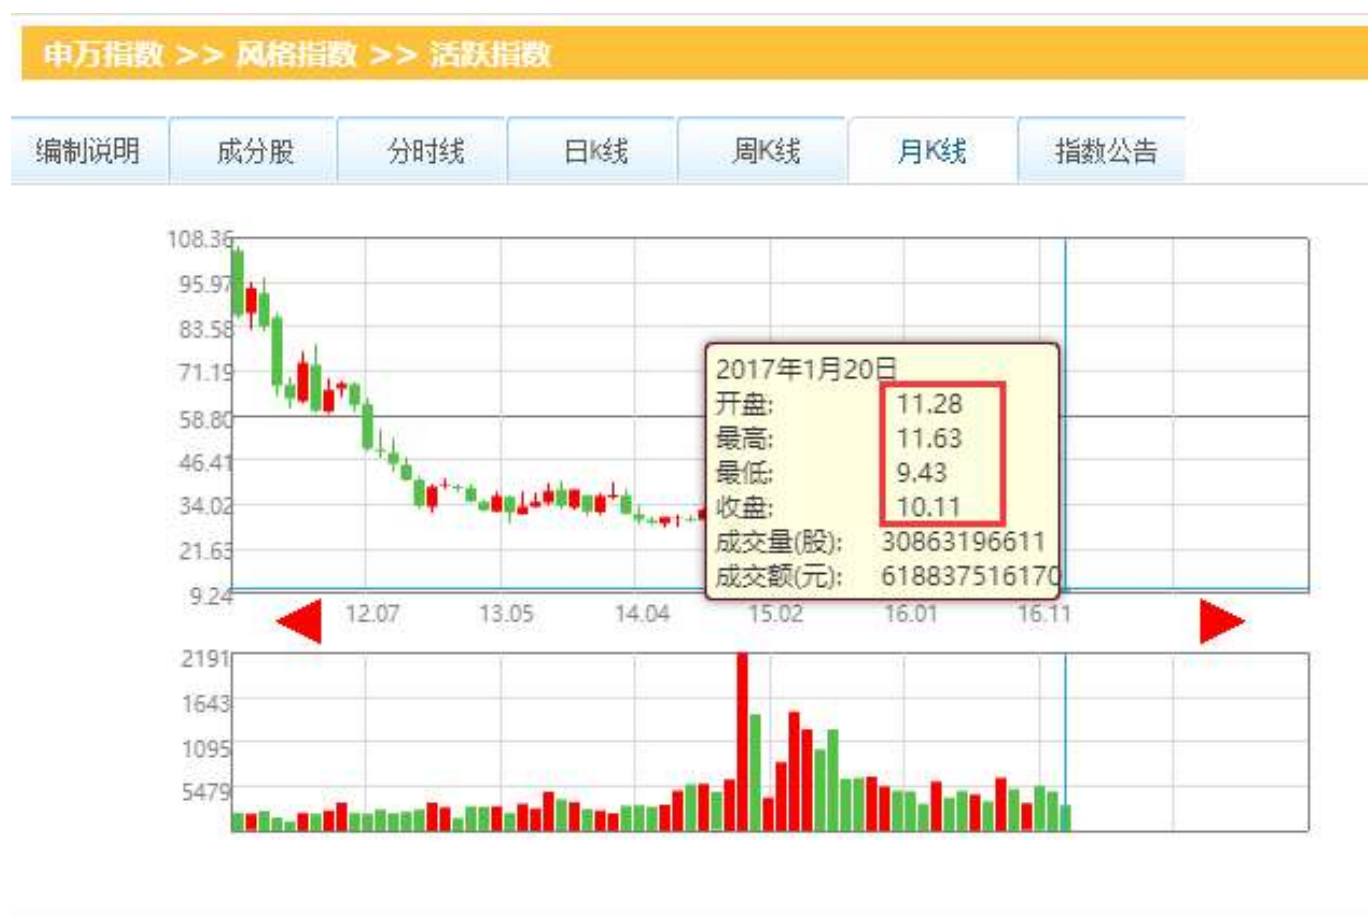 申万指数 >> 风格指数 >> 活跃指数
编制说明 成分股 分时线 日k线 周K线 月K线 指数公告
108.36
95.97
83.58
71.19
58.80
46.41
34.02
21.63
9.24
2017年1月20日
开盘: 11.28
最高: 11.63
最低: 9.43
收盘: 10.11
成交量(股): 30863196611
成交额(元): 618837516170
12.07 13.05 14.04 15.02 16.01 16.11
2191
1643
1095
5479